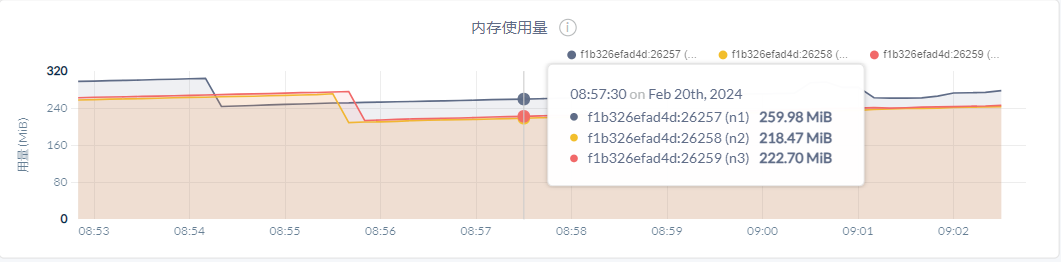 内存使用量
f1b326efad4d:26257 (... f1b326efad4d:26258 (... f1b326efad4d:26259 (...
用量 (MiB)
320
240
160
80
0
08:57:30 on Feb 20th, 2024
f1b326efad4d:26257 (n1) 259.98 MiB
f1b326efad4d:26258 (n2) 218.47 MiB
f1b326efad4d:26259 (n3) 222.70 MiB
08:53 08:54 08:55 08:56 08:57 08:58 08:59 09:00 09:01 09:02